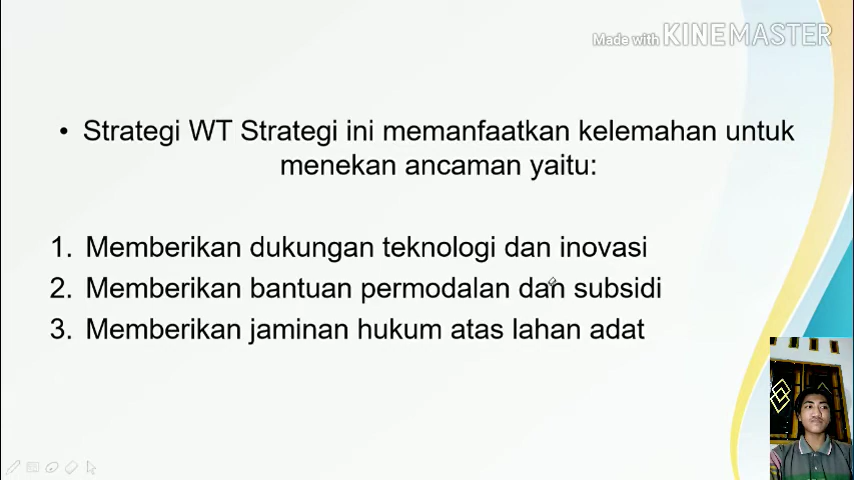 Made with KINEMASTER
• Strategi WT Strategi ini memanfaatkan kelemahan untuk
menekan ancaman yaitu:
1. Memberikan dukungan teknologi dan inovasi
2. Memberikan bantuan permodalan dan subsidi
3. Memberikan jaminan hukum atas lahan adat